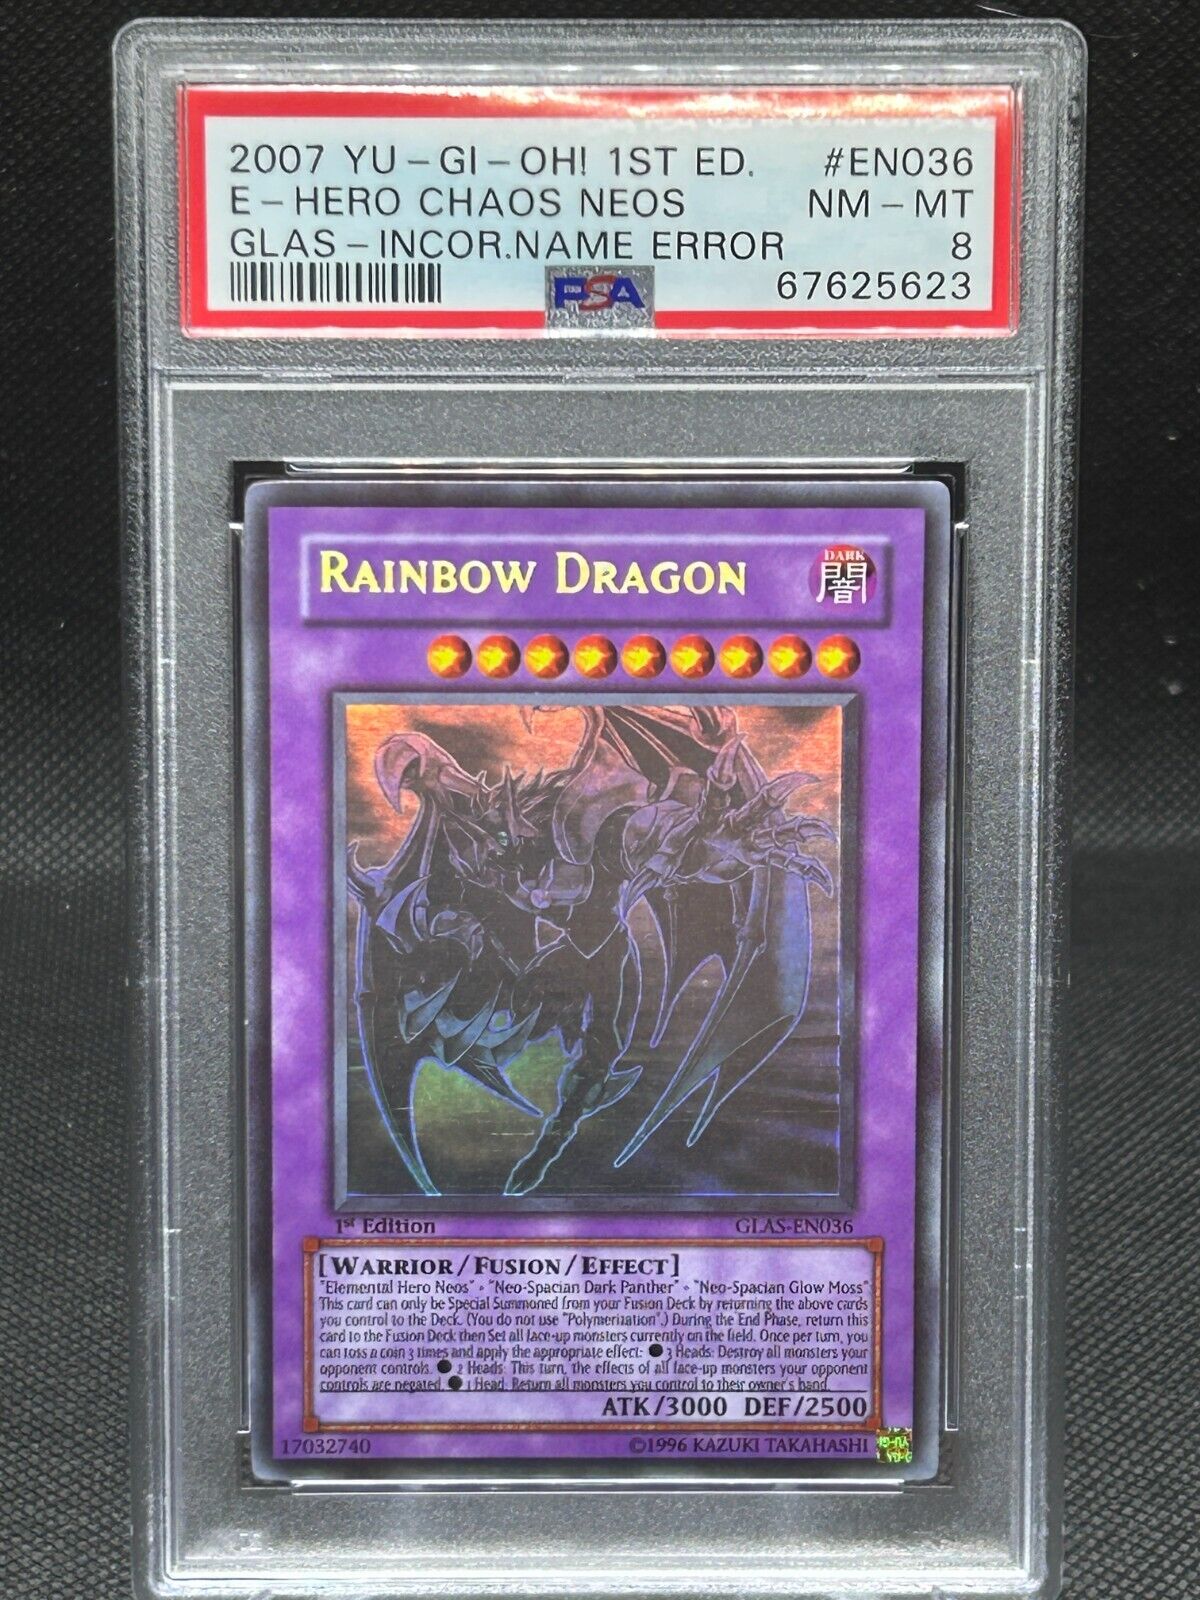 2007 YU-GI-OH! 1ST ED. #EN036
E-HERO CHAOS NEOS NM-MT
GLAS-INCOR.NAME ERROR 8
PSA 67625623
RAINBOW DRAGON
DARK
闇
1st Edition GLAS-EN036
[WARRIOR/FUSION/EFFECT]
"Elemental Hero Neos" + "Neo-Spacian Dark Panther" + "Neo-Spacian Glow Moss"
This card can only be Special Summoned from your Fusion Deck by returning the above cards
you control to the Deck. (You do not use "Polymerization".) During the End Phase, return this
card to the Fusion Deck then Set all face-up monsters currently on the field. Once per turn, you
can toss a coin 3 times and apply the appropriate effect: ● 3 Heads: Destroy all monsters your
opponent controls. ● 2 Heads: This turn, the effects of all face-up monsters your opponent
controls are negated. ● 1 Head: Return all monsters you control to their owner's hand.
ATK/3000 DEF/2500
17032740 ©1996 KAZUKI TAKAHASHI